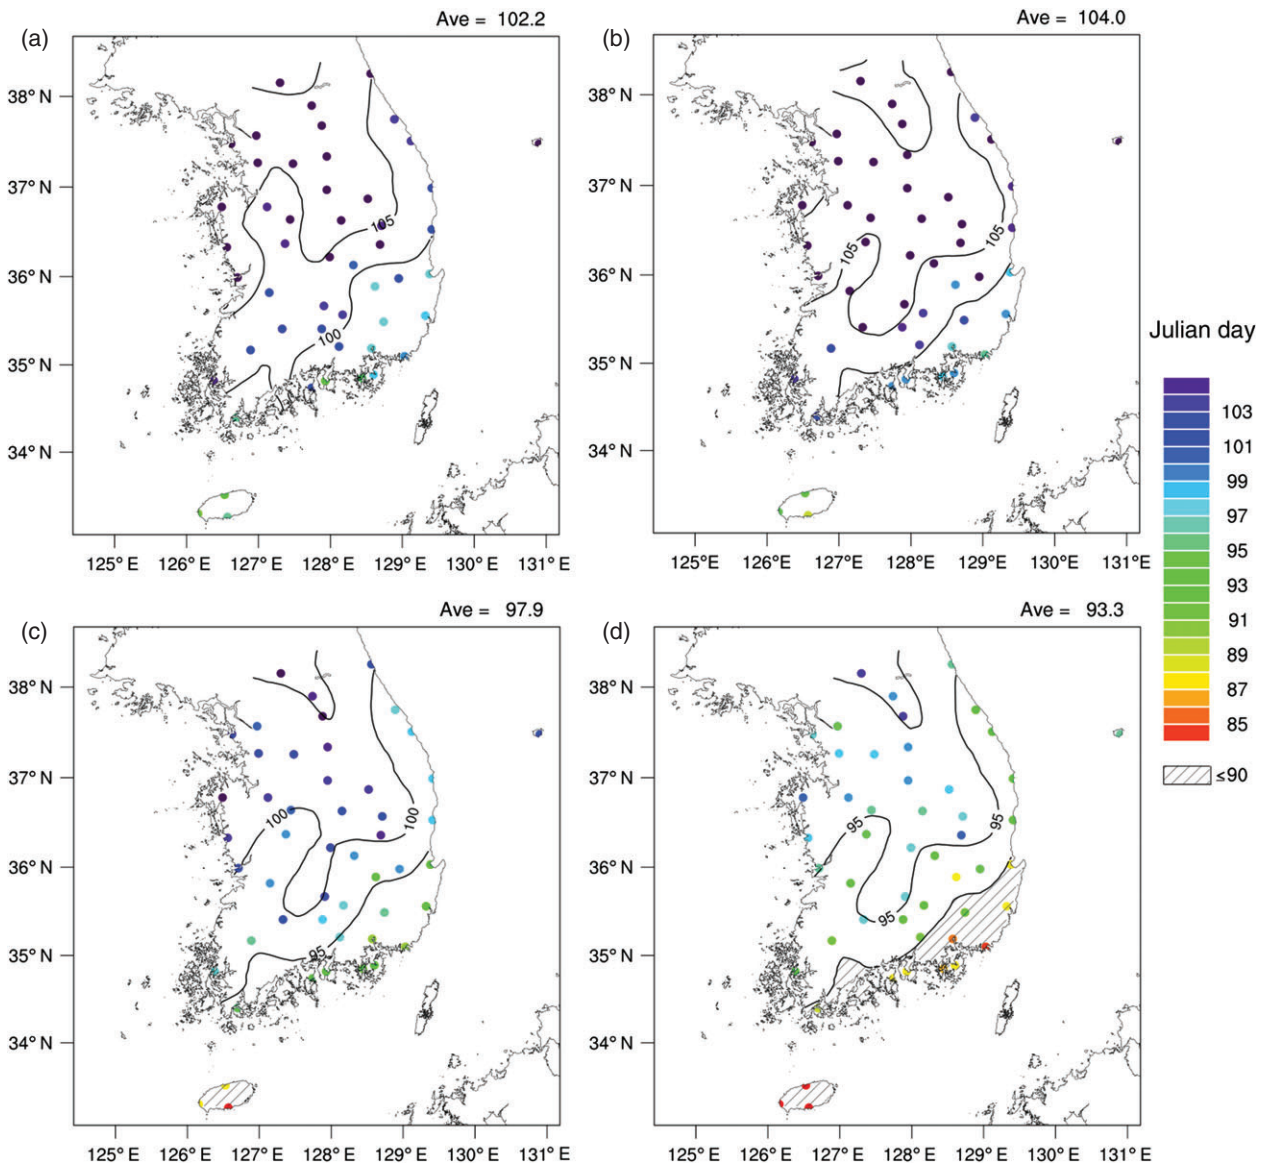 Ave = 102.2
(a)
105
100
38° N
37° N
36° N
35° N
34° N
125° E 126° E 127° E 128° E 129° E 130° E 131° E
Ave = 104.0
(b)
105
105
38° N
37° N
36° N
35° N
34° N
125° E 126° E 127° E 128° E 129° E 130° E 131° E
Julian day
103
101
99
97
95
93
91
89
87
85
≤90
Ave = 97.9
(c)
100
100
95
38° N
37° N
36° N
35° N
34° N
125° E 126° E 127° E 128° E 129° E 130° E 131° E
Ave = 93.3
(d)
95
95
95
38° N
37° N
36° N
35° N
34° N
125° E 126° E 127° E 128° E 129° E 130° E 131° E